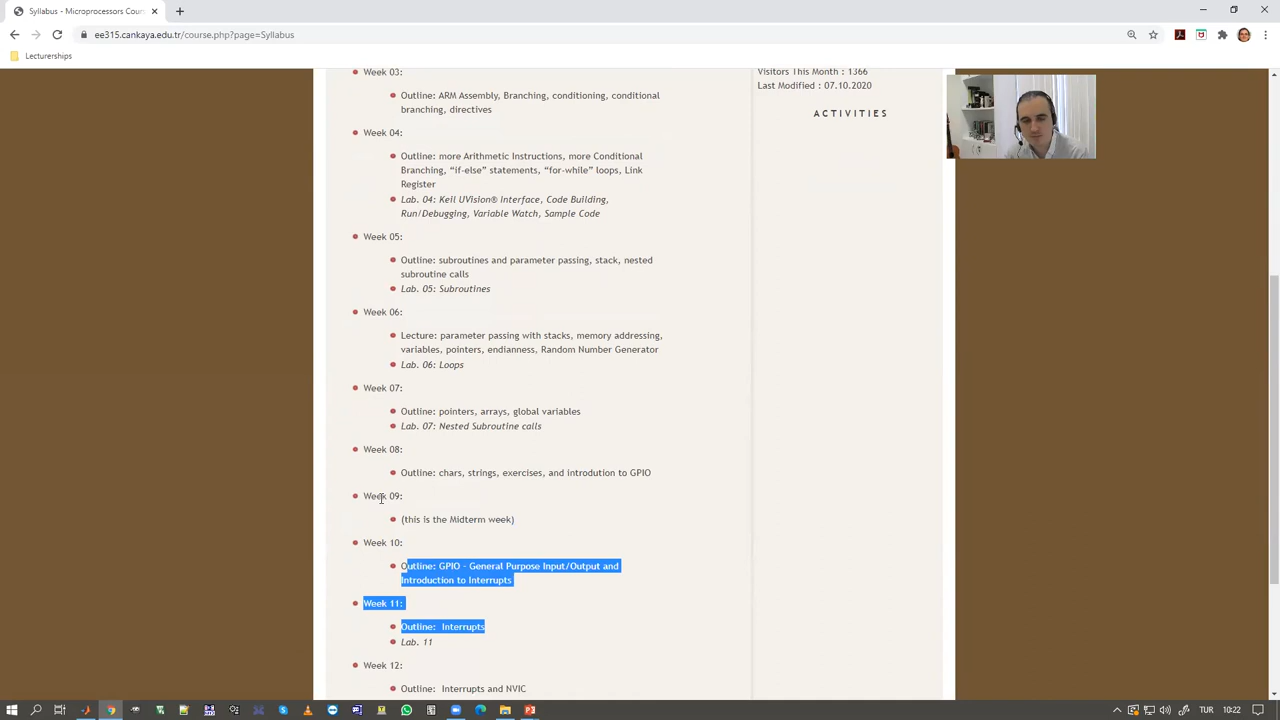 Syllabus - Microprocessors Cours
ee315.cankaya.edu.tr/course.php?page=Syllabus
Lecturerships
Week 03:
Outline: ARM Assembly, Branching, conditioning, conditional
branching, directives
Week 04:
Outline: more Arithmetic Instructions, more Conditional
Branching, “if-else” statements, “for-while” loops, Link
Register
Lab. 04: Keil UVision® Interface, Code Building,
Run/Debugging, Variable Watch, Sample Code
Week 05:
Outline: subroutines and parameter passing, stack, nested
subroutine calls
Lab. 05: Subroutines
Week 06:
Lecture: parameter passing with stacks, memory addressing,
variables, pointers, endianness, Random Number Generator
Lab. 06: Loops
Week 07:
Outline: pointers, arrays, global variables
Lab. 07: Nested Subroutine calls
Week 08:
Outline: chars, strings, exercises, and introdution to GPIO
Week 09:
(this is the Midterm week)
Week 10:
Outline: GPIO - General Purpose Input/Output and
Introduction to Interrupts
Week 11:
Outline: Interrupts
Lab. 11
Week 12:
Outline: Interrupts and NVIC
Visitors This Month : 1366
Last Modified : 07.10.2020
ACTIVITIES
10:22